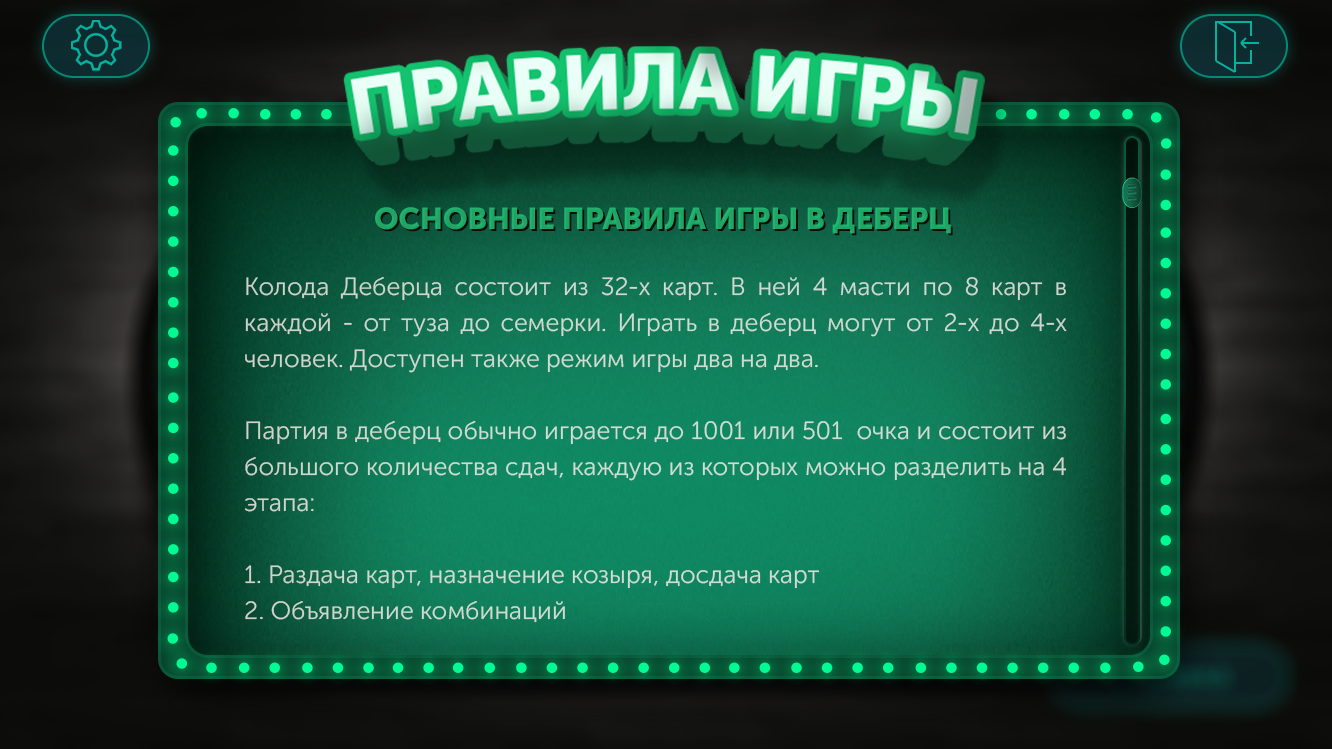 ПРАВИЛА ИГРЫ
ОСНОВНЫЕ ПРАВИЛА ИГРЫ В ДЕБЕРЦ
Колода Деберца состоит из 32-х карт. В ней 4 масти по 8 карт в
каждой - от туза до семерки. Играть в деберц могут от 2-х до 4-х
человек. Доступен также режим игры два на два.
Партия в деберц обычно играется до 1001 или 501 очка и состоит из
большого количества сдач, каждую из которых можно разделить на 4
этапа:
1. Раздача карт, назначение козыря, досдача карт
2. Объявление комбинаций